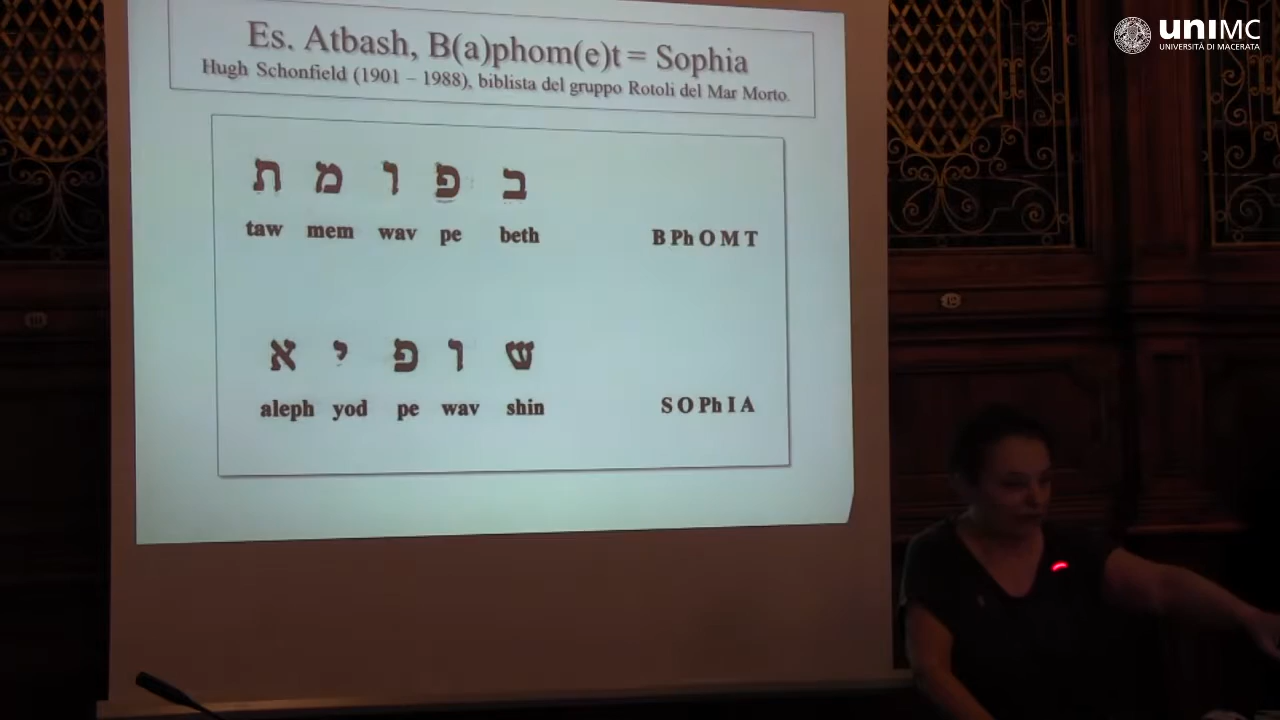 Es. Atbash, B(a)phom(e)t = Sophia
Hugh Schonfield (1901 – 1988), biblista del gruppo Rotoli del Mar Morto.
ב פ ו מ ת
taw mem wav pe beth
B Ph O M T
ש ו פ י א
aleph yod pe wav shin
S O Ph I A
uniMC
UNIVERSITÀ DI MACERATA